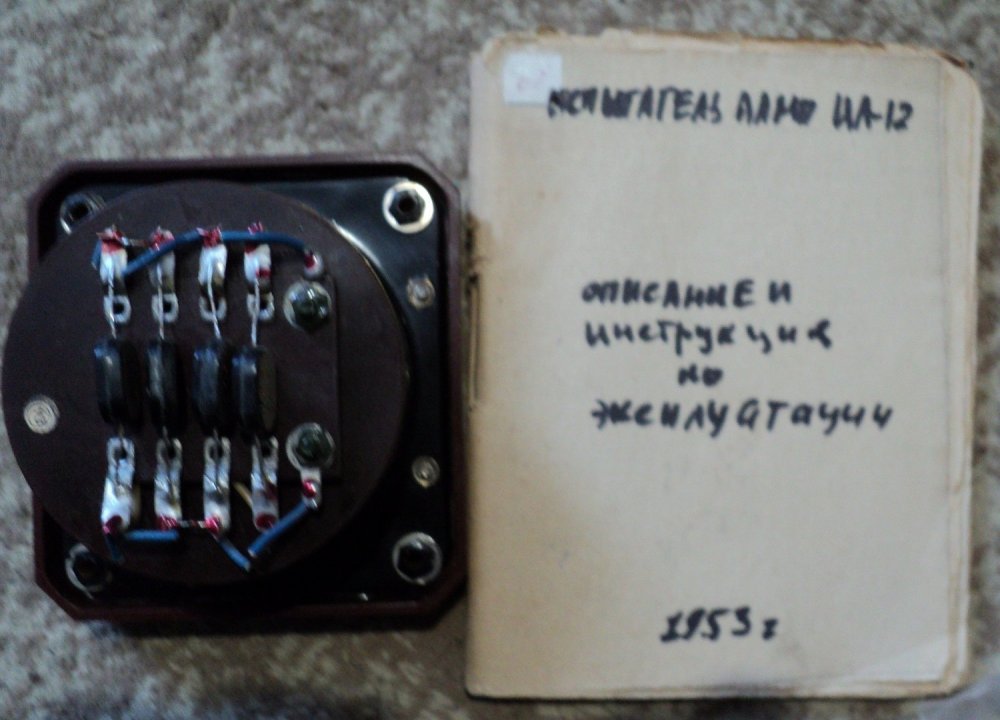 ИСПЫТАТЕЛЬ ЛАМП ИЛ-12
ОПИСАНИЕ И
инструкция
по
эксплуатации
1953 г